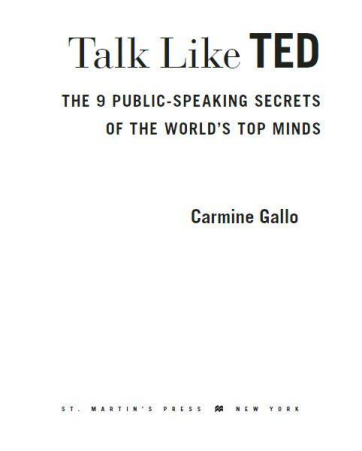 Talk Like TED
THE 9 PUBLIC-SPEAKING SECRETS
OF THE WORLD'S TOP MINDS
Carmine Gallo
ST. MARTIN'S PRESS NEW YORK